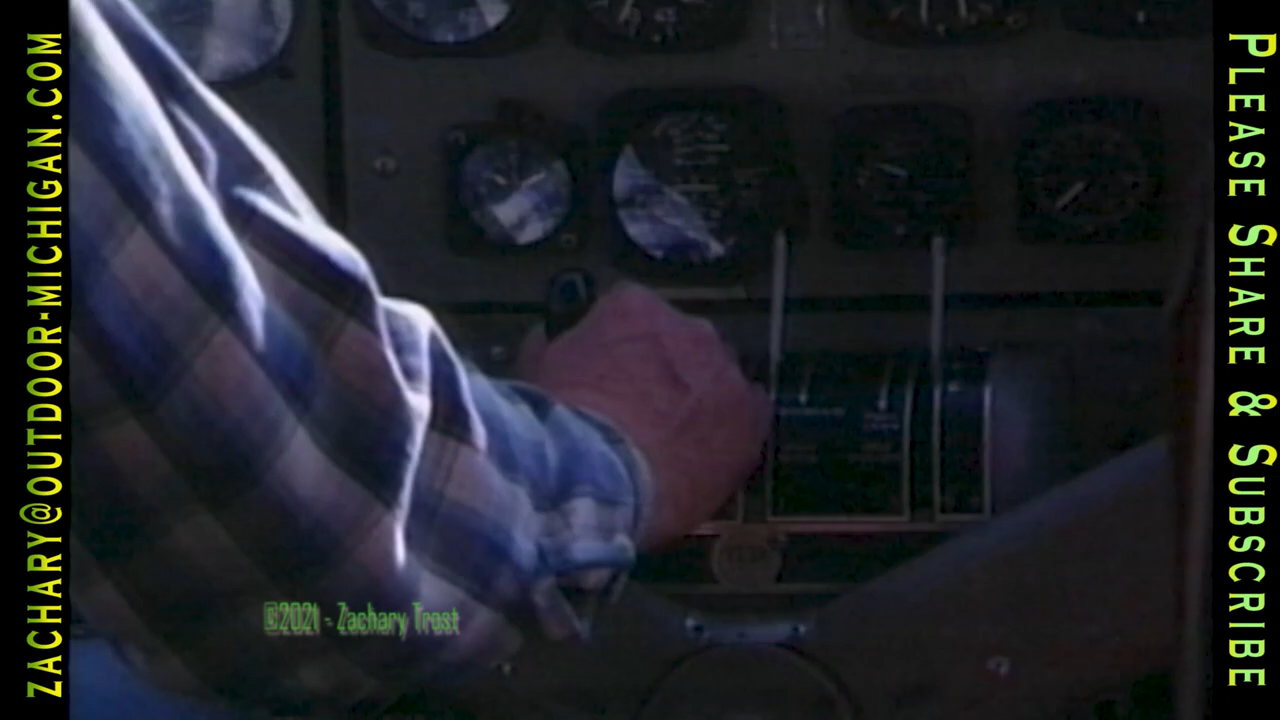 ZACHARY@OUTDOOR-MICHIGAN.COM
PLEASE SHARE & SUBSCRIBE
©2021 - Zachary Trost